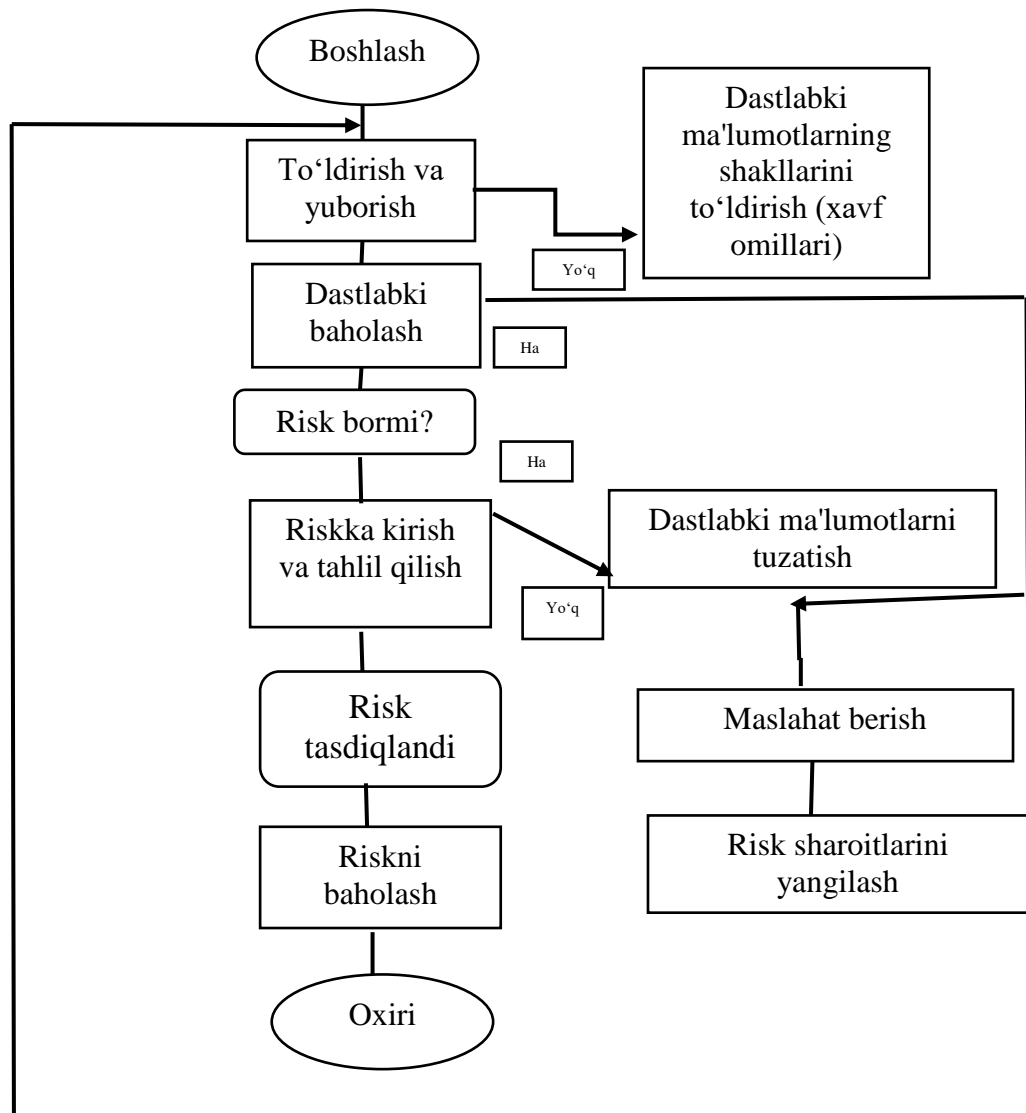 Boshlash
Dastlabki
ma'lumotlarning
shakllarini
to‘ldirish (xavf
omillari)
To‘ldirish va
yuborish
Yo‘q
Dastlabki
baholash
Ha
Risk bormi?
Ha
Riskka kirish
va tahlil qilish
Dastlabki ma'lumotlarni
tuzatish
Yo‘q
Risk
tasdiqlandi
Maslahat berish
Riskni
baholash
Risk sharoitlarini
yangilash
Oxiri